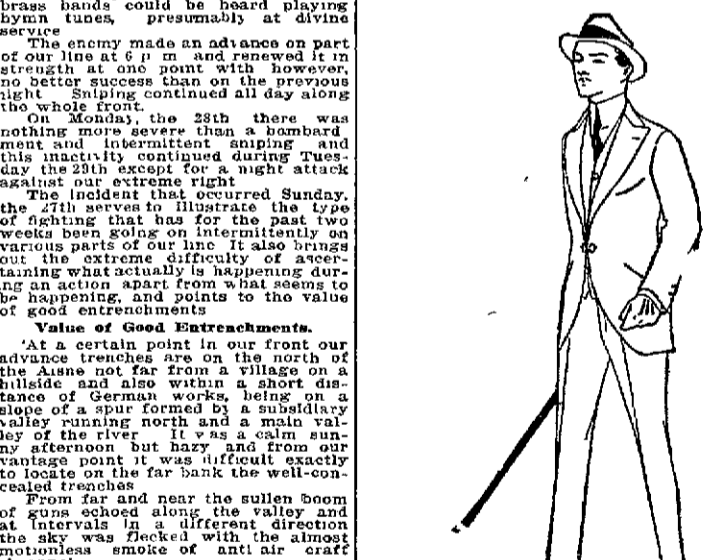 brass bands could be heard playing
hymn tunes, presumably at divine
service
The enemy made an advance on part
of our line at 6 p m and renewed it in
strength at one point with however,
no better success than on the previous
night Sniping continued all day along
the whole front.
On Monday, the 28th there was
nothing more severe than a bombard
ment and intermittent sniping and
this inactivity continued during Tues-
day the 29th except for a night attack
against our extreme right
The incident that occurred Sunday,
the 27th serves to illustrate the type
of fighting that has for the past two
weeks been going on intermittently on
various parts of our line It also brings
out the extreme difficulty of ascer-
taining what actually is happening dur-
ing an action apart from what seems to
be happening, and points to the value
of good entrenchments
Value of Good Entrenchments.
'At a certain point in our front our
advance trenches are on the north of
the Aisne not far from a village on a
hillside and also within a short dis-
tance of German works, being on a
slope of a spur formed by a subsidiary
valley running north and a main val-
ley of the river It was a calm sun-
ny afternoon but hazy and from our
vantage point it was difficult exactly
to locate on the far bank the well-con-
cealed trenches
From far and near the sullen boom
of guns echoed along the valley and
at intervals in a different direction
the sky was flecked with the almost
motionless smoke of anti air craft